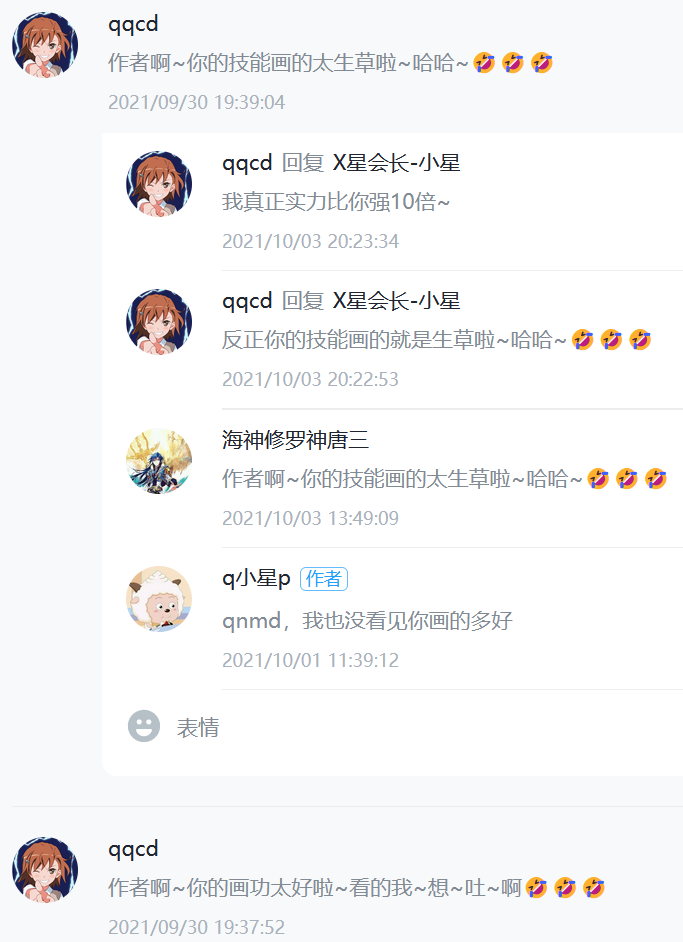 qqcd
作者啊~你的技能画的太生草啦~哈哈~🤣🤣🤣
2021/09/30 19:39:04
qqcd 回复 X星会长-小星
我真正实力比你强10倍~
2021/10/03 20:23:34
qqcd 回复 X星会长-小星
反正你的技能画的就是生草啦~哈哈~🤣🤣🤣
2021/10/03 20:22:53
海神修罗神唐三
作者啊~你的技能画的太生草啦~哈哈~🤣🤣🤣
2021/10/03 13:49:09
q小星p 作者
qnmd，我也没看见你画的多好
2021/10/01 11:39:12
表情
qqcd
作者啊~你的画功太好啦~看的我~想~吐~啊🤣🤣🤣
2021/09/30 19:37:52